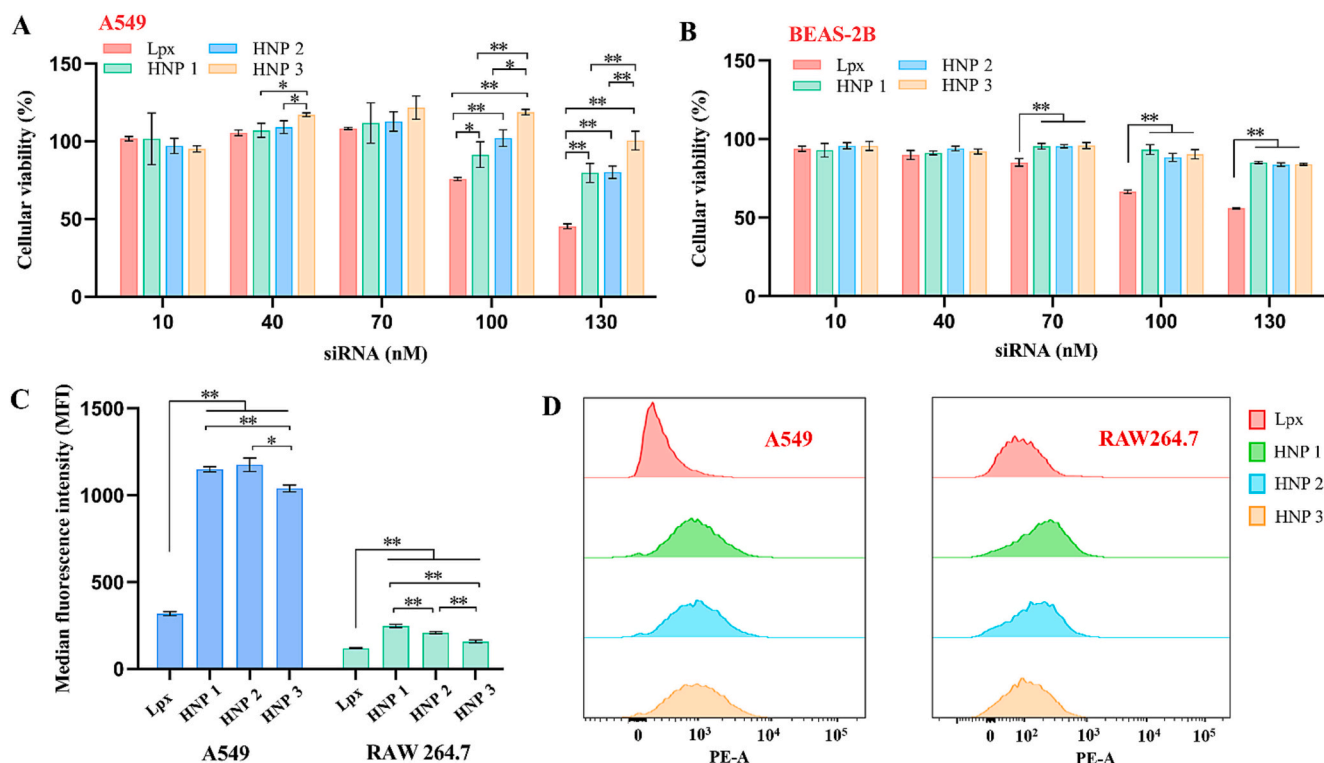 A
A549
Lpx
HNP 2
HNP 1
HNP 3
Cellular viability (%)
150
100
50
0
** ** * ** ** * * * ** ** ** ** ** **
10 40 70 100 130
siRNA (nM)
B
BEAS-2B
Lpx
HNP 2
HNP 1
HNP 3
Cellular viability (%)
150
100
50
0
** ** **
10 40 70 100 130
siRNA (nM)
C
Median fluorescence intensity (MFI)
1500
1000
500
0
**
**
*
**
**
** **
Lpx HNP 1 HNP 2 HNP 3 Lpx HNP 1 HNP 2 HNP 3
A549 RAW 264.7
D
A549
0 10³ 10⁴ 10⁵
PE-A
RAW264.7
0 10² 10³ 10⁴ 10⁵
PE-A
Lpx
HNP 1
HNP 2
HNP 3